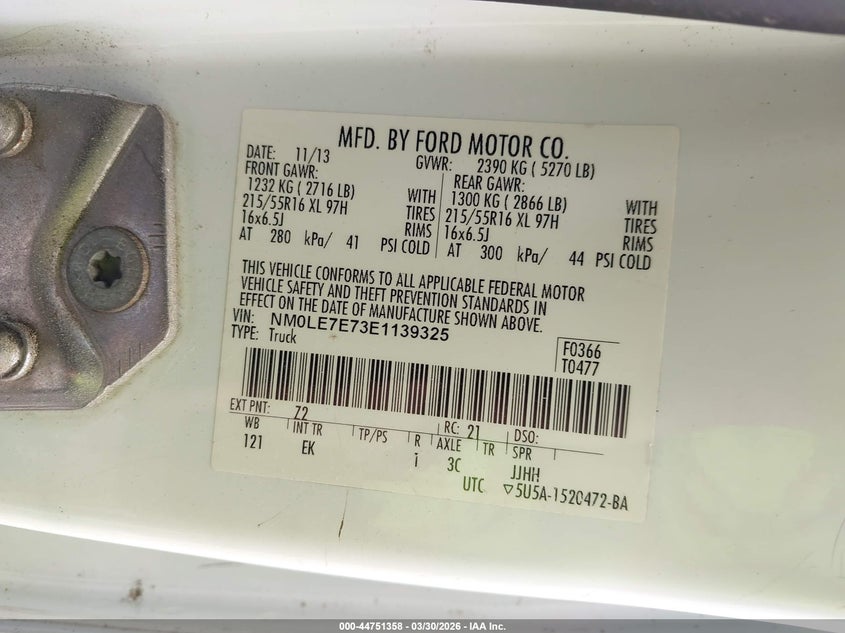 MFD. BY FORD MOTOR CO.
DATE: 11/13 GVWR: 2390 KG ( 5270 LB)
FRONT GAWR: REAR GAWR:
1232 KG ( 2716 LB) WITH 1300 KG ( 2866 LB) WITH
215/55R16 XL 97H TIRES 215/55R16 XL 97H TIRES
16x6.5J RIMS 16x6.5J RIMS
AT 280 kPa/ 41 PSI COLD AT 300 kPa/ 44 PSI COLD
THIS VEHICLE CONFORMS TO ALL APPLICABLE FEDERAL MOTOR
VEHICLE SAFETY AND THEFT PREVENTION STANDARDS IN
EFFECT ON THE DATE OF MANUFACTURE SHOWN ABOVE.
VIN: NM0LE7E73E1139325
TYPE: Truck
F0366
T0477
EXT PNT: Z2 RC: 21 DSO:
WB INT TR TP/PS R AXLE TR SPR
121 EK 1 3C JJHH
UTC ▽5U5A-1520472-BA
000-44751358 - 03/30/2026 - IAA Inc.